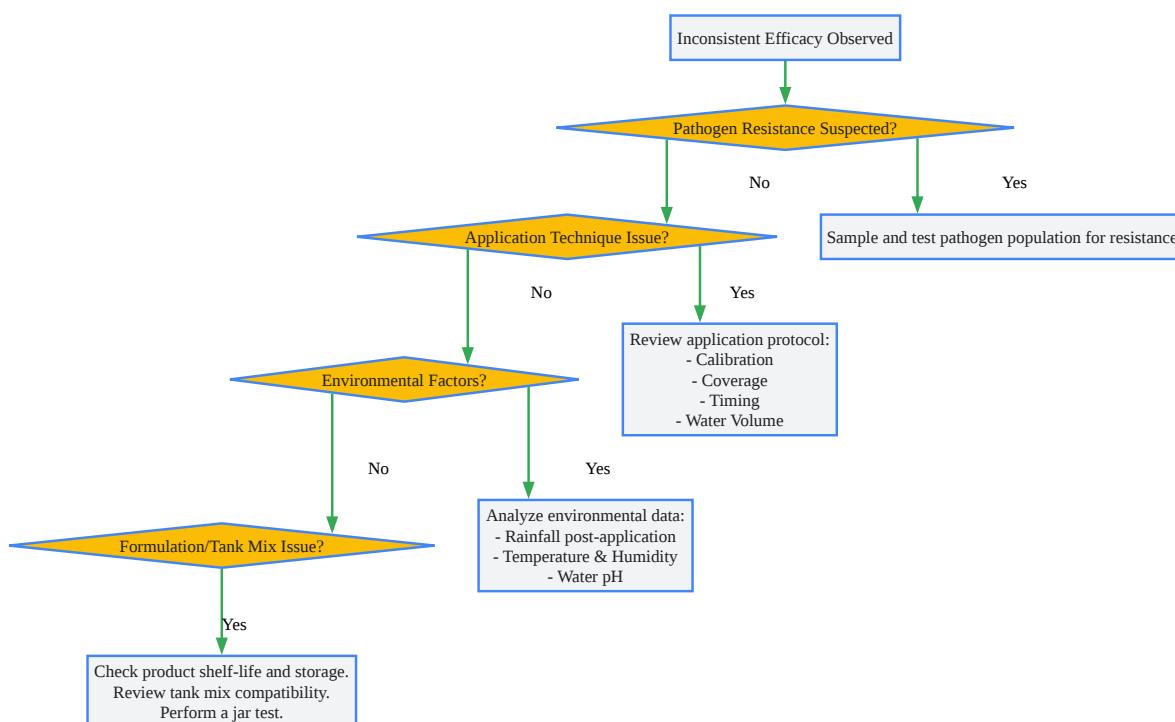 Inconsistent Efficacy Observed
Pathogen Resistance Suspected?
No
Yes
Application Technique Issue?
Sample and test pathogen population for resistance
No
Yes
Review application protocol:
- Calibration
- Coverage
- Timing
- Water Volume
Environmental Factors?
No
Yes
Analyze environmental data:
- Rainfall post-application
- Temperature & Humidity
- Water pH
Formulation/Tank Mix Issue?
Yes
Check product shelf-life and storage.
Review tank mix compatibility.
Perform a jar test.